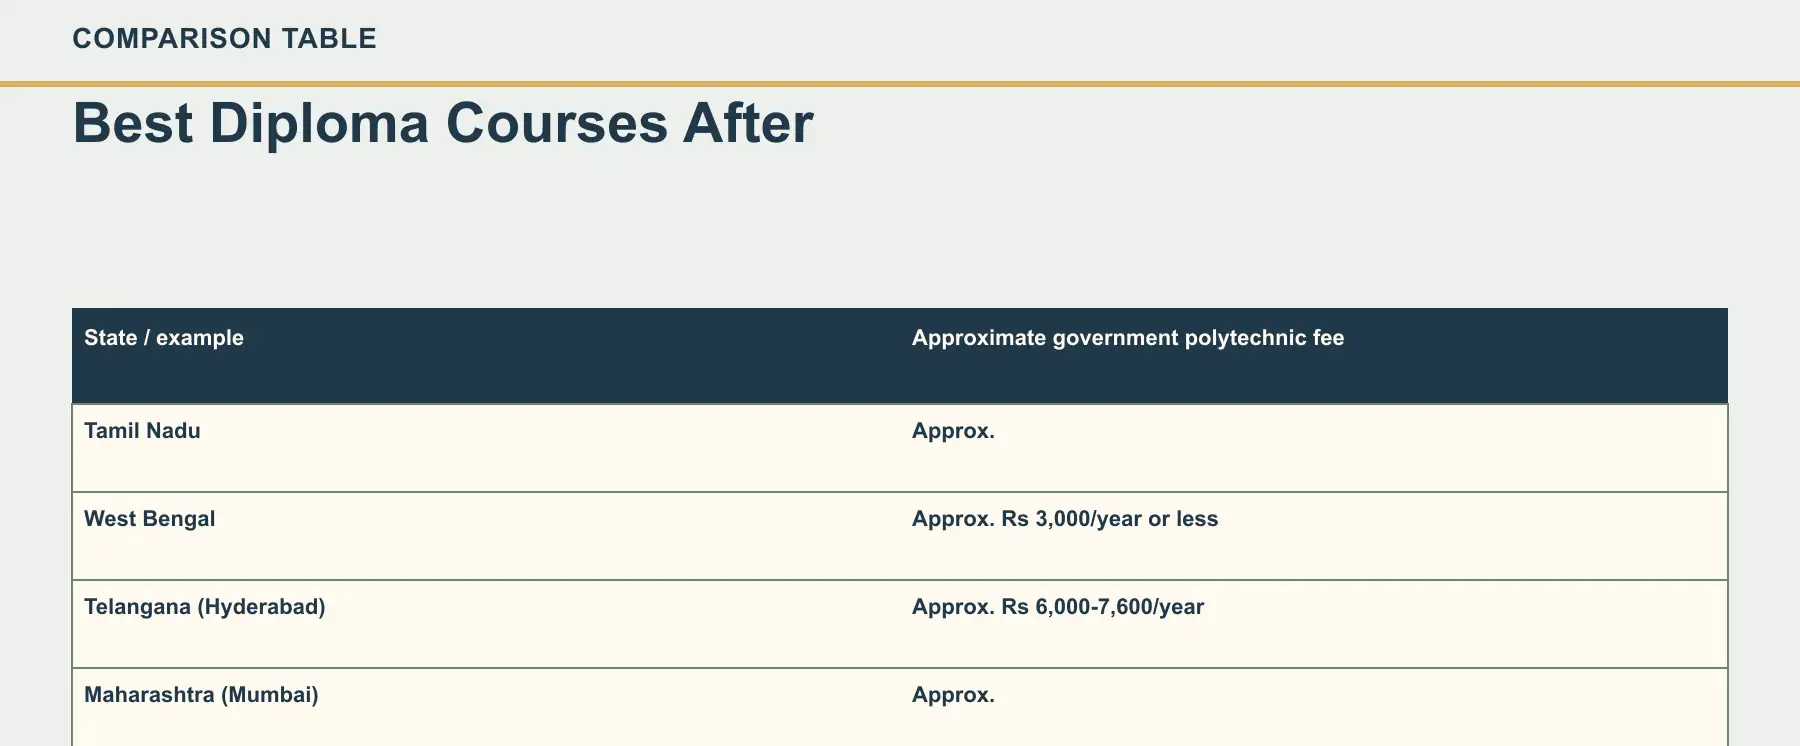 COMPARISON TABLE
Best Diploma Courses After
State / example Approximate government polytechnic fee
Tamil Nadu Approx.
West Bengal Approx. Rs 3,000/year or less
Telangana (Hyderabad) Approx. Rs 6,000-7,600/year
Maharashtra (Mumbai) Approx.